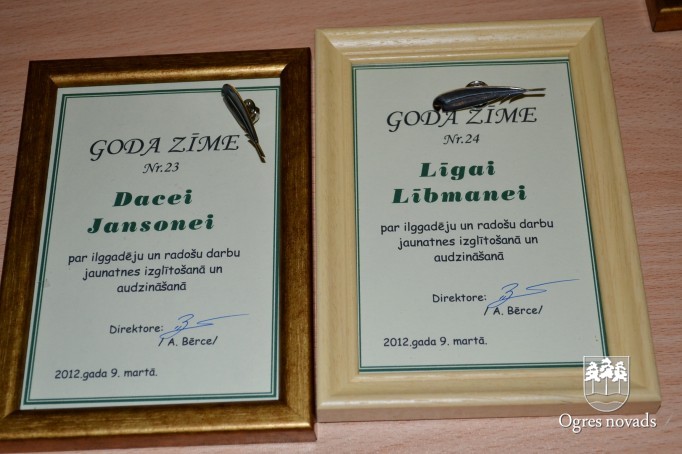 GODA ZĪME
Nr.23
Dacei
Jansonei
par ilggadēju un radošu darbu
jaunatnes izglītošanā un
audzināšanā
Direktore:
/ A. Bērce/
2012.gada 9. martā.
GODA ZĪME
Nr.24
Līgai
Lībmanei
par ilggadēju un radošu darbu
jaunatnes izglītošanā un
audzināšanā
Direktore:
/ A. Bērce/
2012.gada 9. martā.
Ogres novads